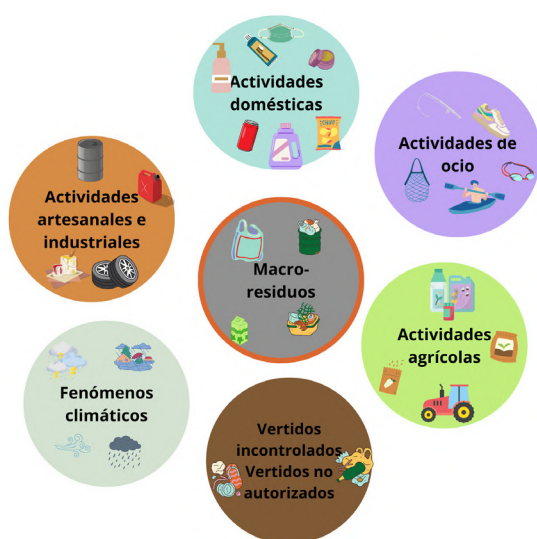 Actividades
domésticas
Actividades de
ocio
Actividades
artesanales e
industriales
Macro-
residuos
Actividades
agrícolas
Fenómenos
climáticos
Vertidos
incontrolados
Vertidos no
autorizados